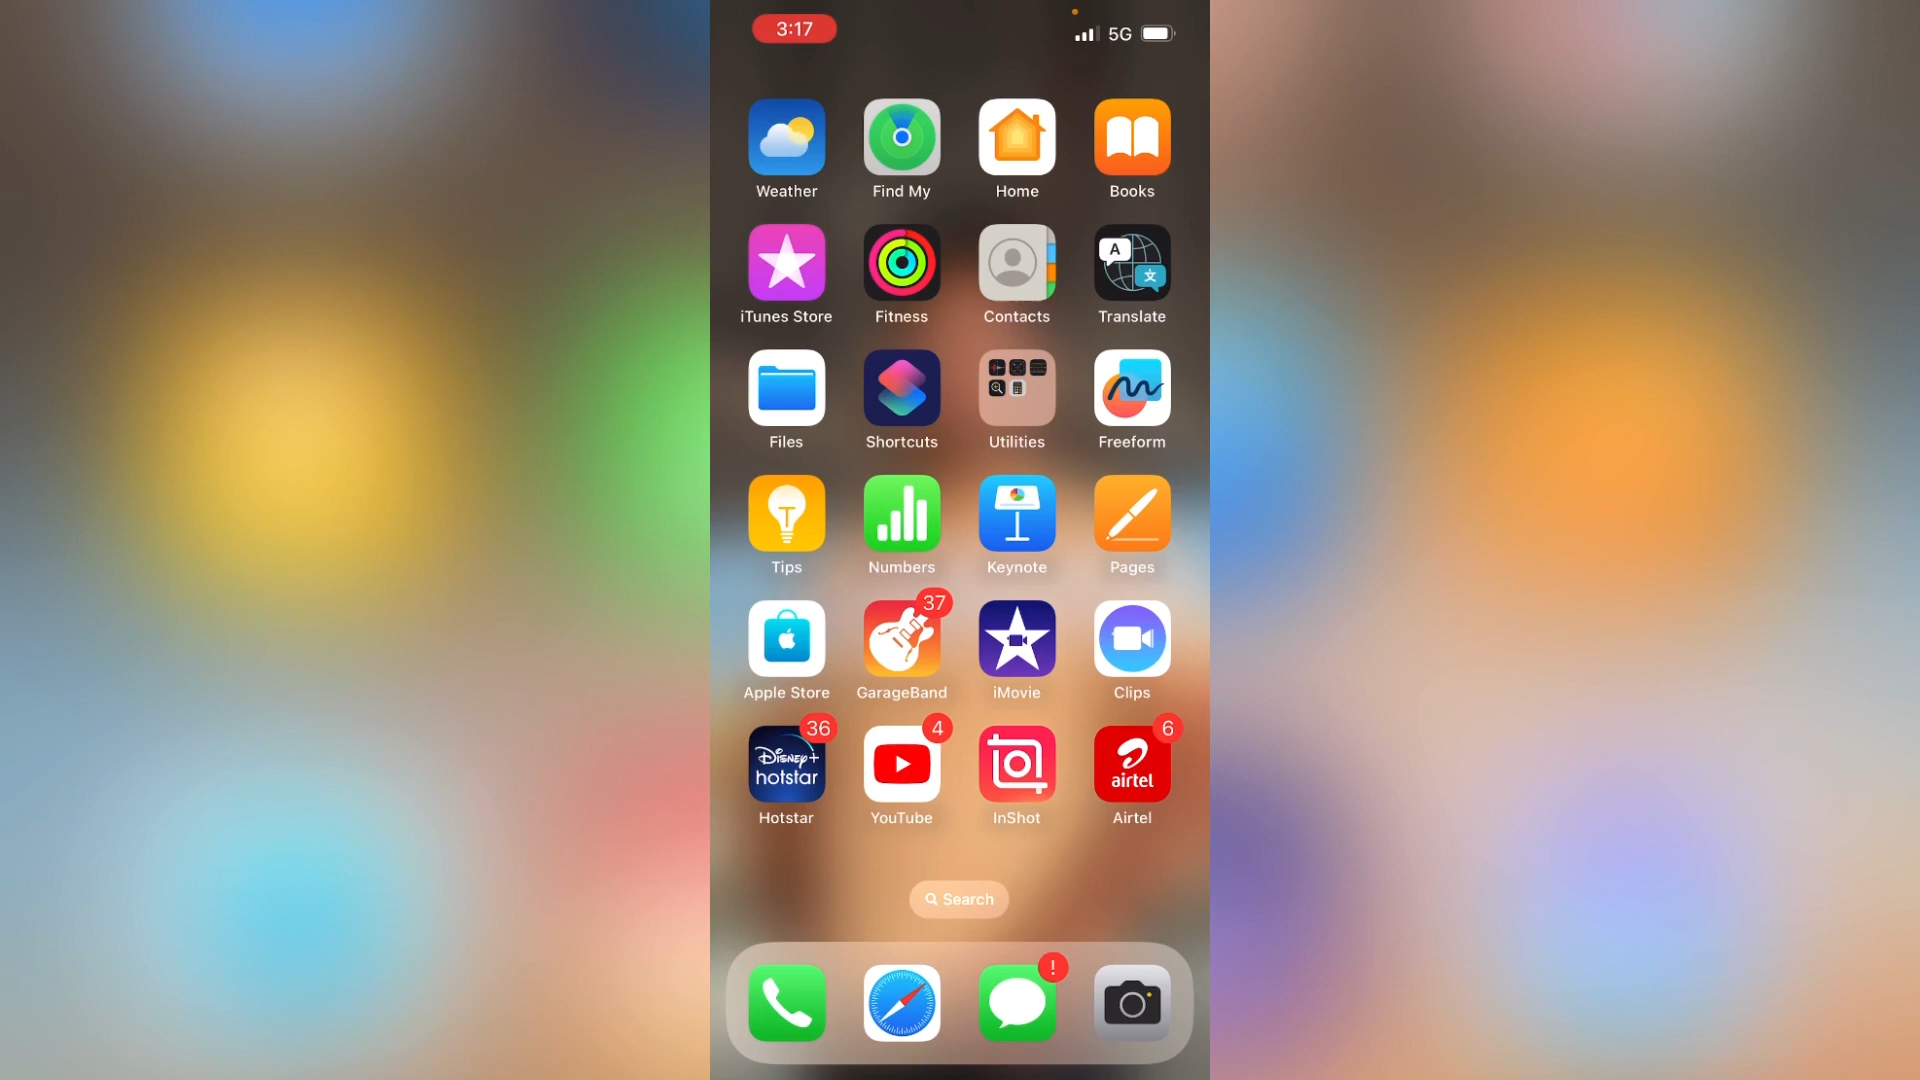 3:17 5G
Weather Find My Home Books
A
文
iTunes Store Fitness Contacts Translate
Files Shortcuts Utilities Freeform
T
Tips Numbers Keynote Pages
37
Apple Store GarageBand iMovie Clips
36 4 6
Disney+
hotstar airtel
Hotstar YouTube InShot Airtel
Search
!